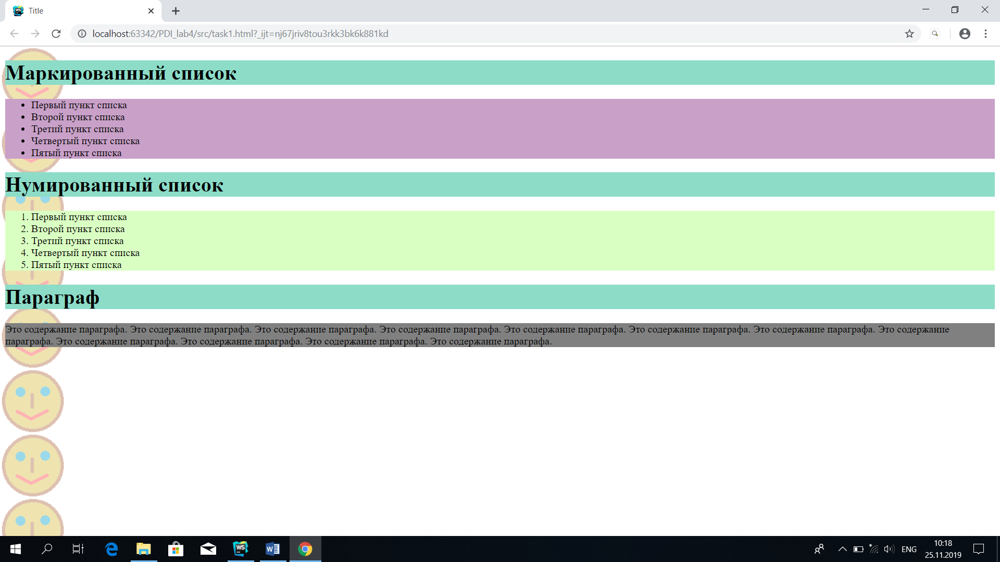 Title
localhost:63342/PDI_lab4/src/task1.html?_ijt=nj67jriv8tou3rkk3bk6k881kd
Маркированный список
• Первый пункт списка
• Второй пункт списка
• Третий пункт списка
• Четвертый пункт списка
• Пятый пункт списка
Нумированный список
1. Первый пункт списка
2. Второй пункт списка
3. Третий пункт списка
4. Четвертый пункт списка
5. Пятый пункт списка
Параграф
Это содержание параграфа. Это содержание параграфа. Это содержание параграфа. Это содержание параграфа. Это содержание параграфа. Это содержание параграфа. Это содержание параграфа. Это содержание
параграфа. Это содержание параграфа. Это содержание параграфа. Это содержание параграфа. Это содержание параграфа.
WS
W
ENG
10:18
25.11.2019